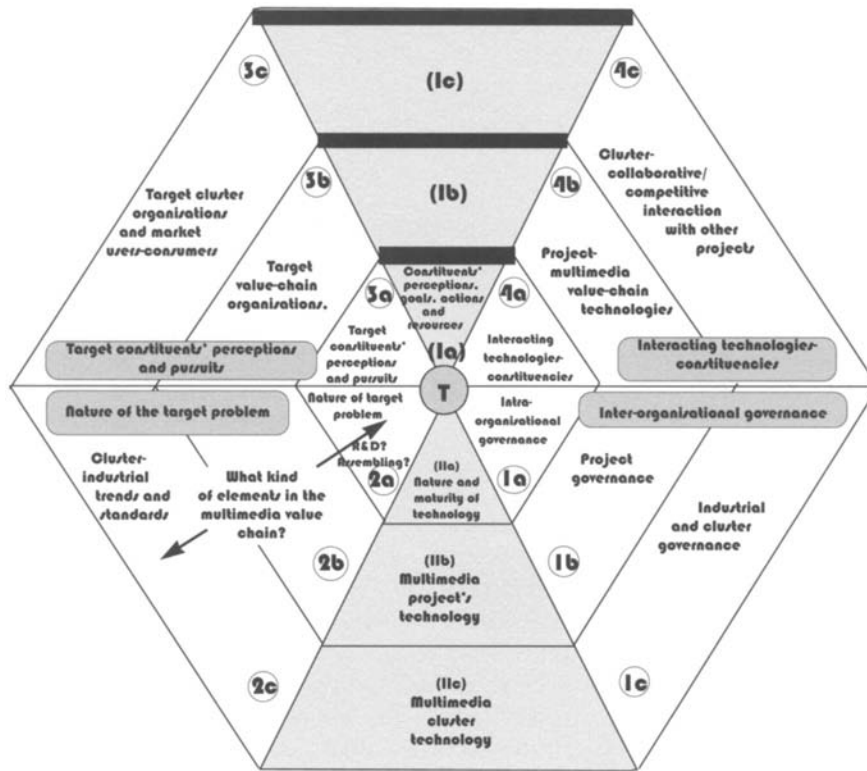 3c
4c
(Ic)
Cluster-
collaborative/
competitive
interaction
with other
projects
3b
4b
(Ib)
Target cluster
organisations
and market
users-consumers
Target
value-chain
organisations.
Project-
multimedia
value-chain
technologies
Constituents'
perceptions,
goals, actions
and
resources
3a
4a
(Ia)
Target
constituents'
perceptions
and pursuits
Interacting
technologies-
constituencies
Target constituents' perceptions
and pursuits
Interacting technologies-
constituencies
T
Nature of the target problem
Nature of target
problem
Intra-
organisational
governance
Inter-organisational governance
R&D?
Assembling?
Cluster-
industrial
trends and
standards
What kind
of elements in the
multimedia value
chain?
2a
(IIa)
Nature and
maturity of
technology
1a
Project
governance
Industrial
and cluster
governance
2b
(IIb)
Multimedia
project's
technology
1b
2c
(IIc)
Multimedia
cluster
technology
1c